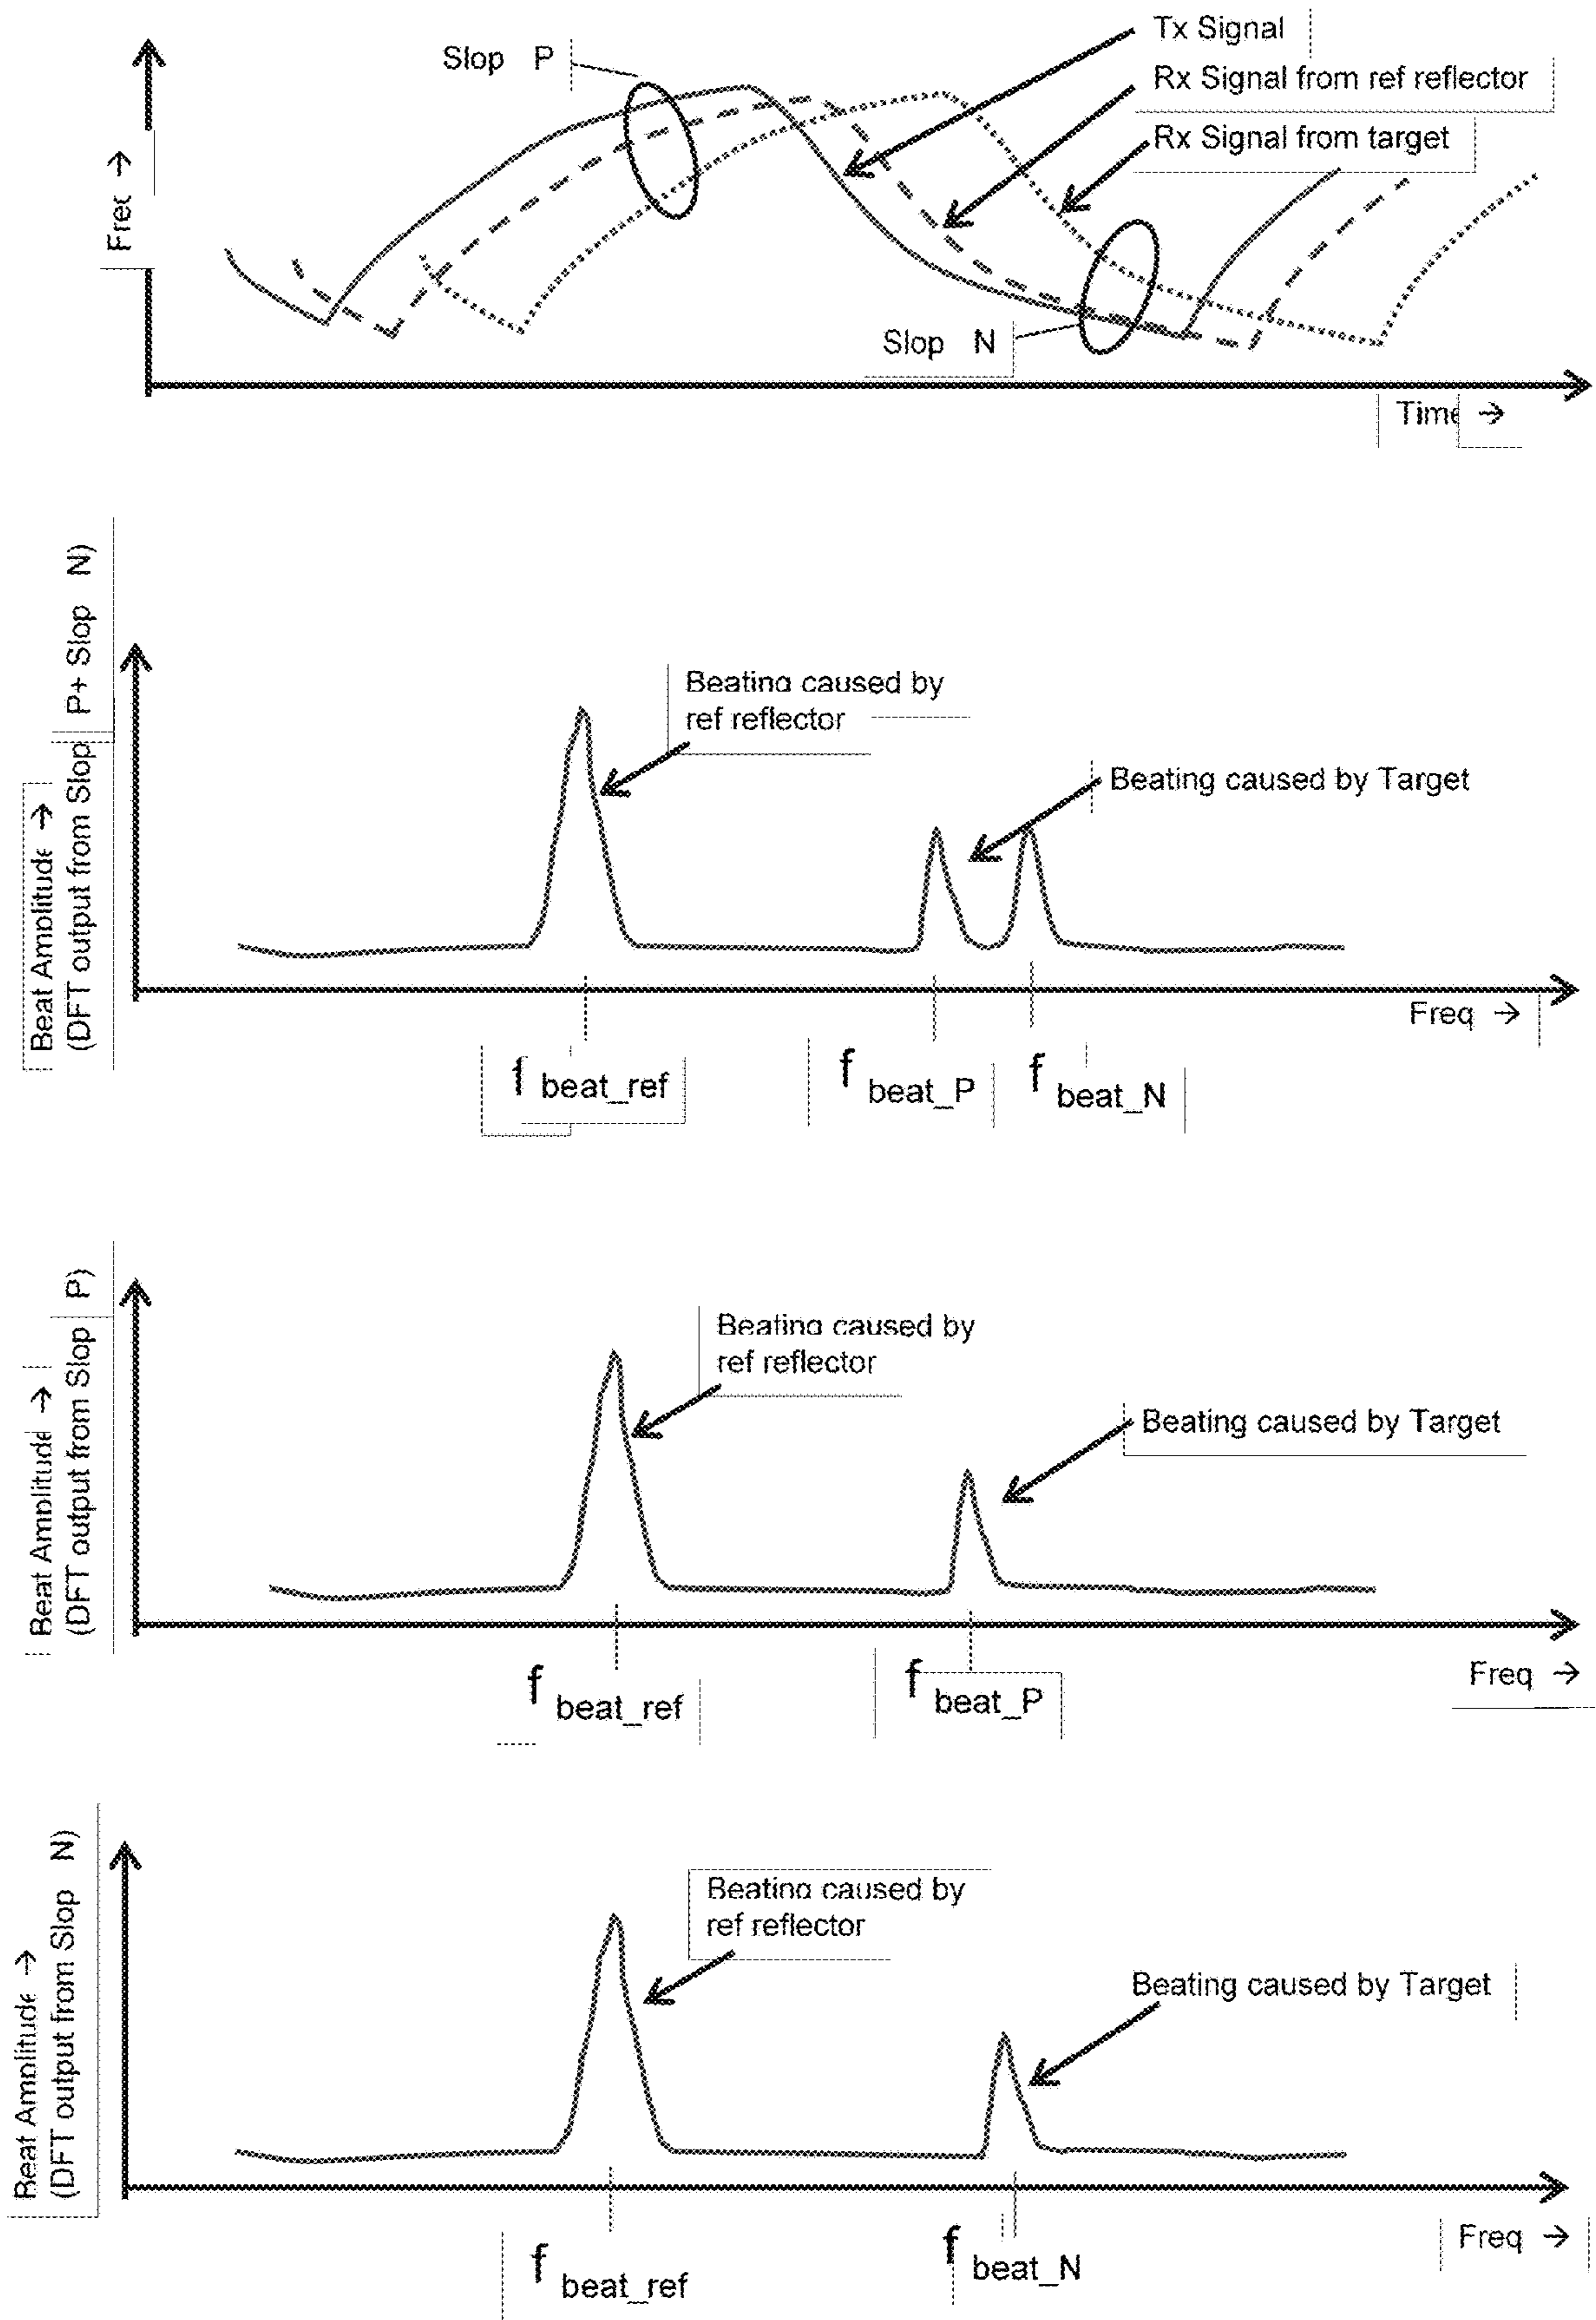 Slop P
Tx Signal
Rx Signal from ref reflector
Rx Signal from target
Freq →
Slop N
Time →
Beat Amplitude →
(DFT output from Slop P+ Slop N)
Beating caused by
ref reflector
Beating caused by Target
Freq →
f beat_ref
f beat_P
f beat_N
Beat Amplitude →
(DFT output from Slop P)
Beating caused by
ref reflector
Beating caused by Target
Freq →
f beat_ref
f beat_P
Beat Amplitude →
(DFT output from Slop N)
Beating caused by
ref reflector
Beating caused by Target
Freq →
f beat_ref
f beat_N